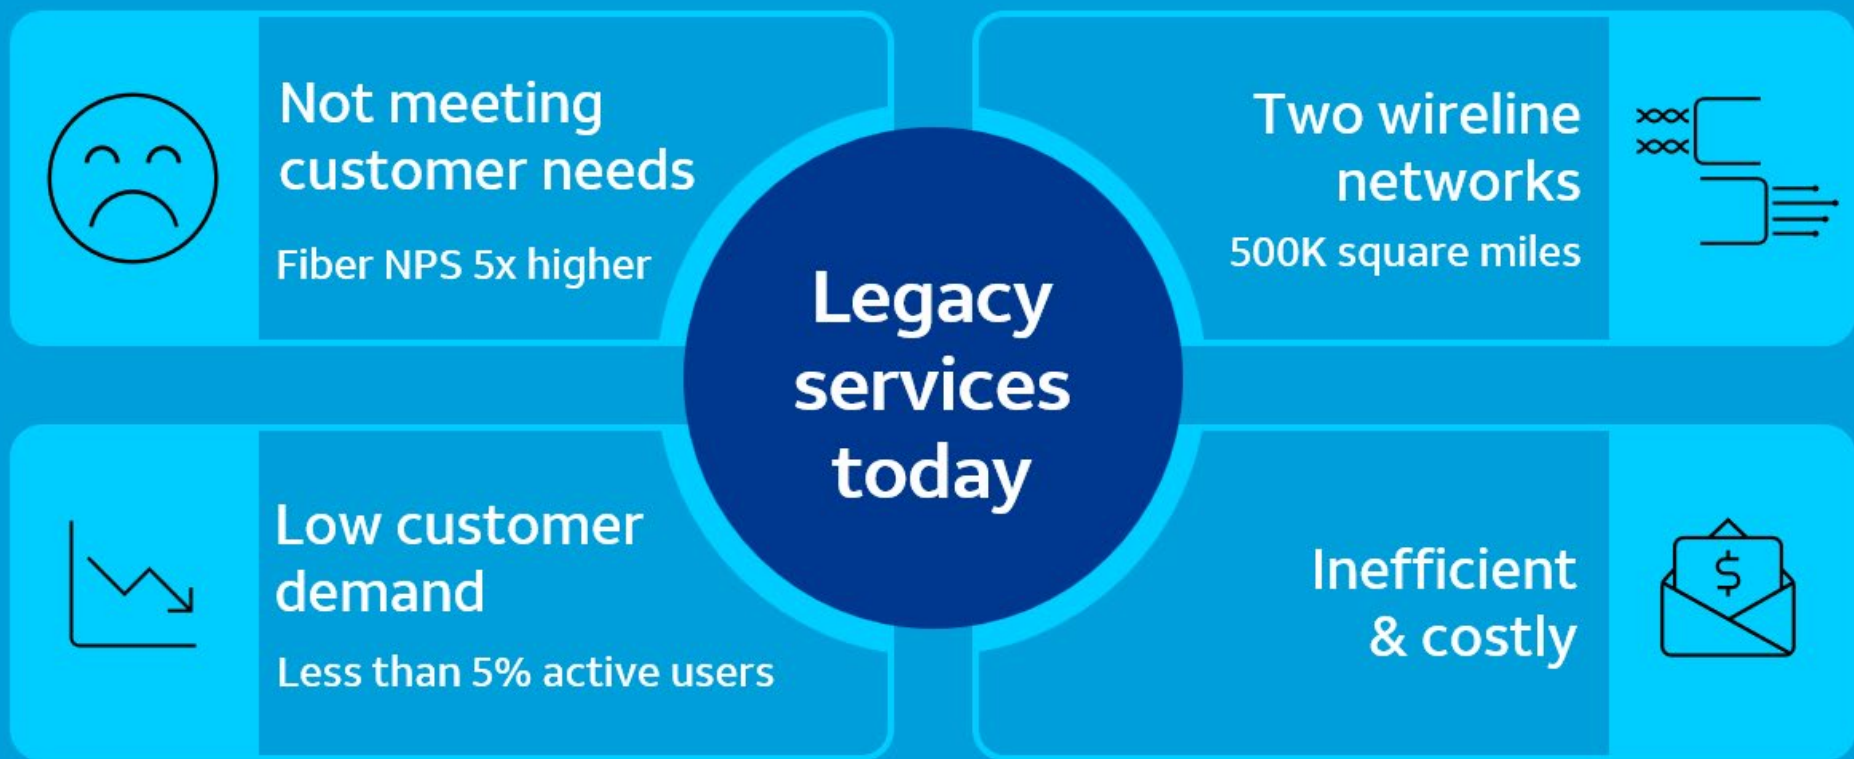 Not meeting
customer needs
Fiber NPS 5x higher
Two wireline
networks
500K square miles
Legacy
services
today
Low customer
demand
Less than 5% active users
Inefficient
& costly
$